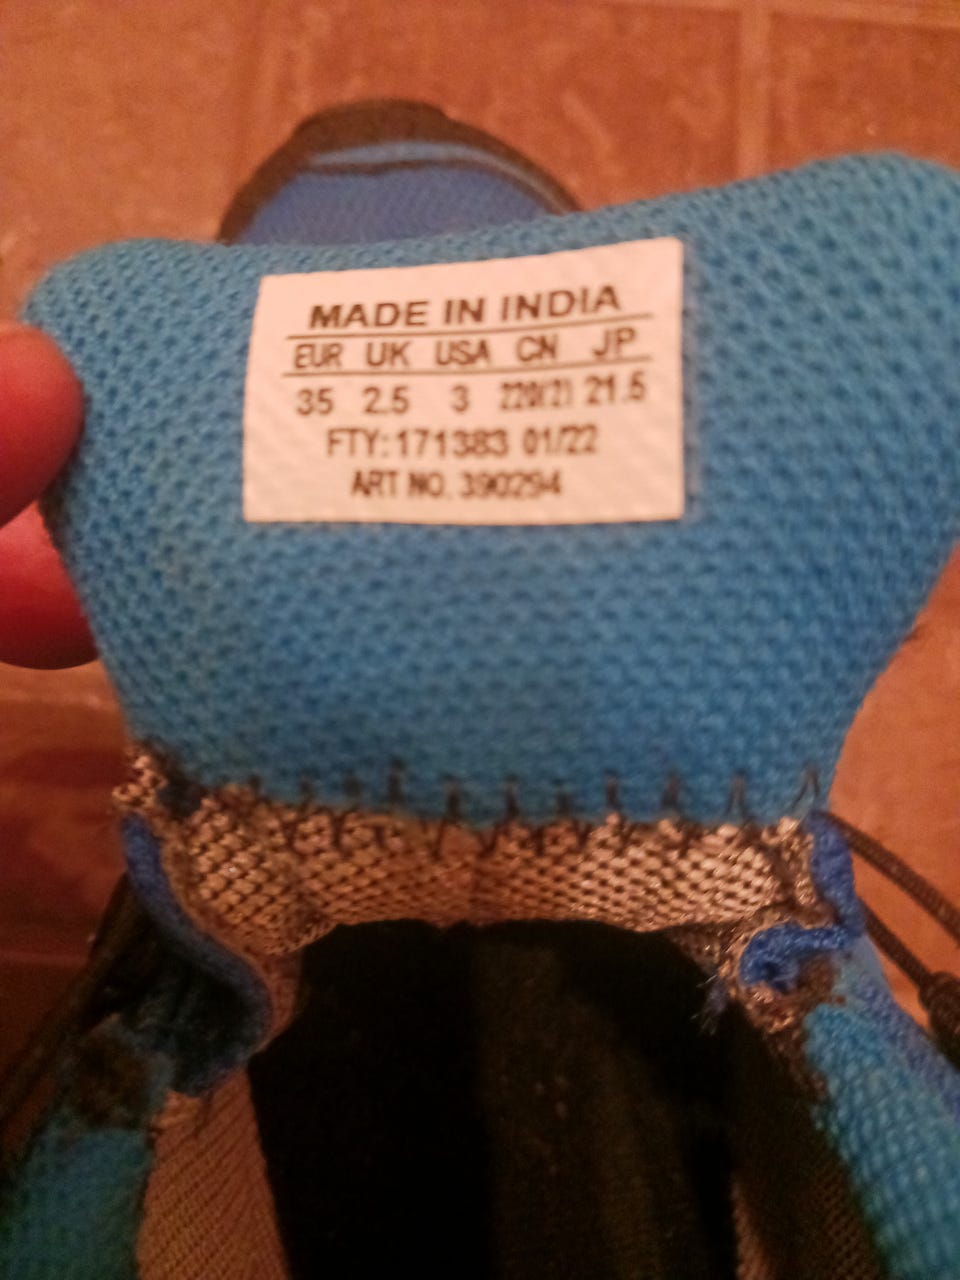 MADE IN INDIA
EUR UK USA CN JP
35 2.5 3 220(2) 21.5
FTY: 171383 01/22
ART NO. 390294